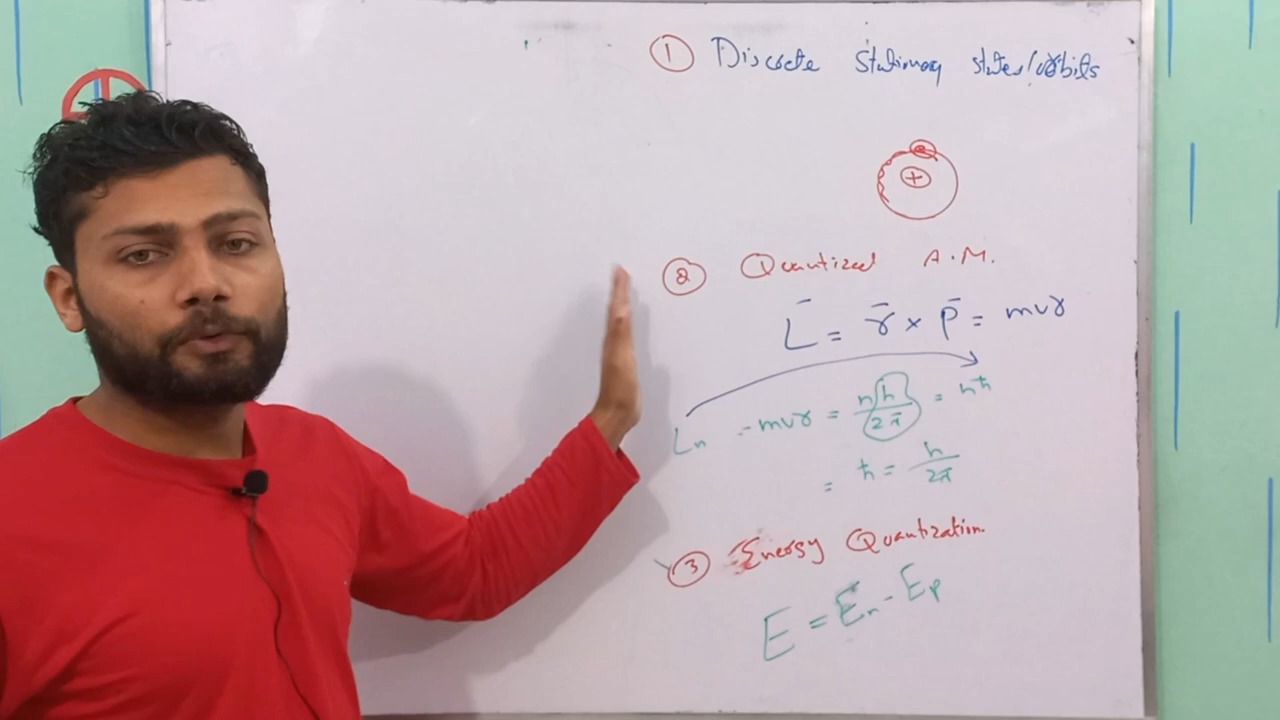 ① Discrete stationary states/orbits
+
② Quantized A.M.
L̄ = r̄ × p̄ = mvr
Ln = mvr = nh/2π = nħ
= ħ = h/2π
③ Energy Quantization
E = En - Ep